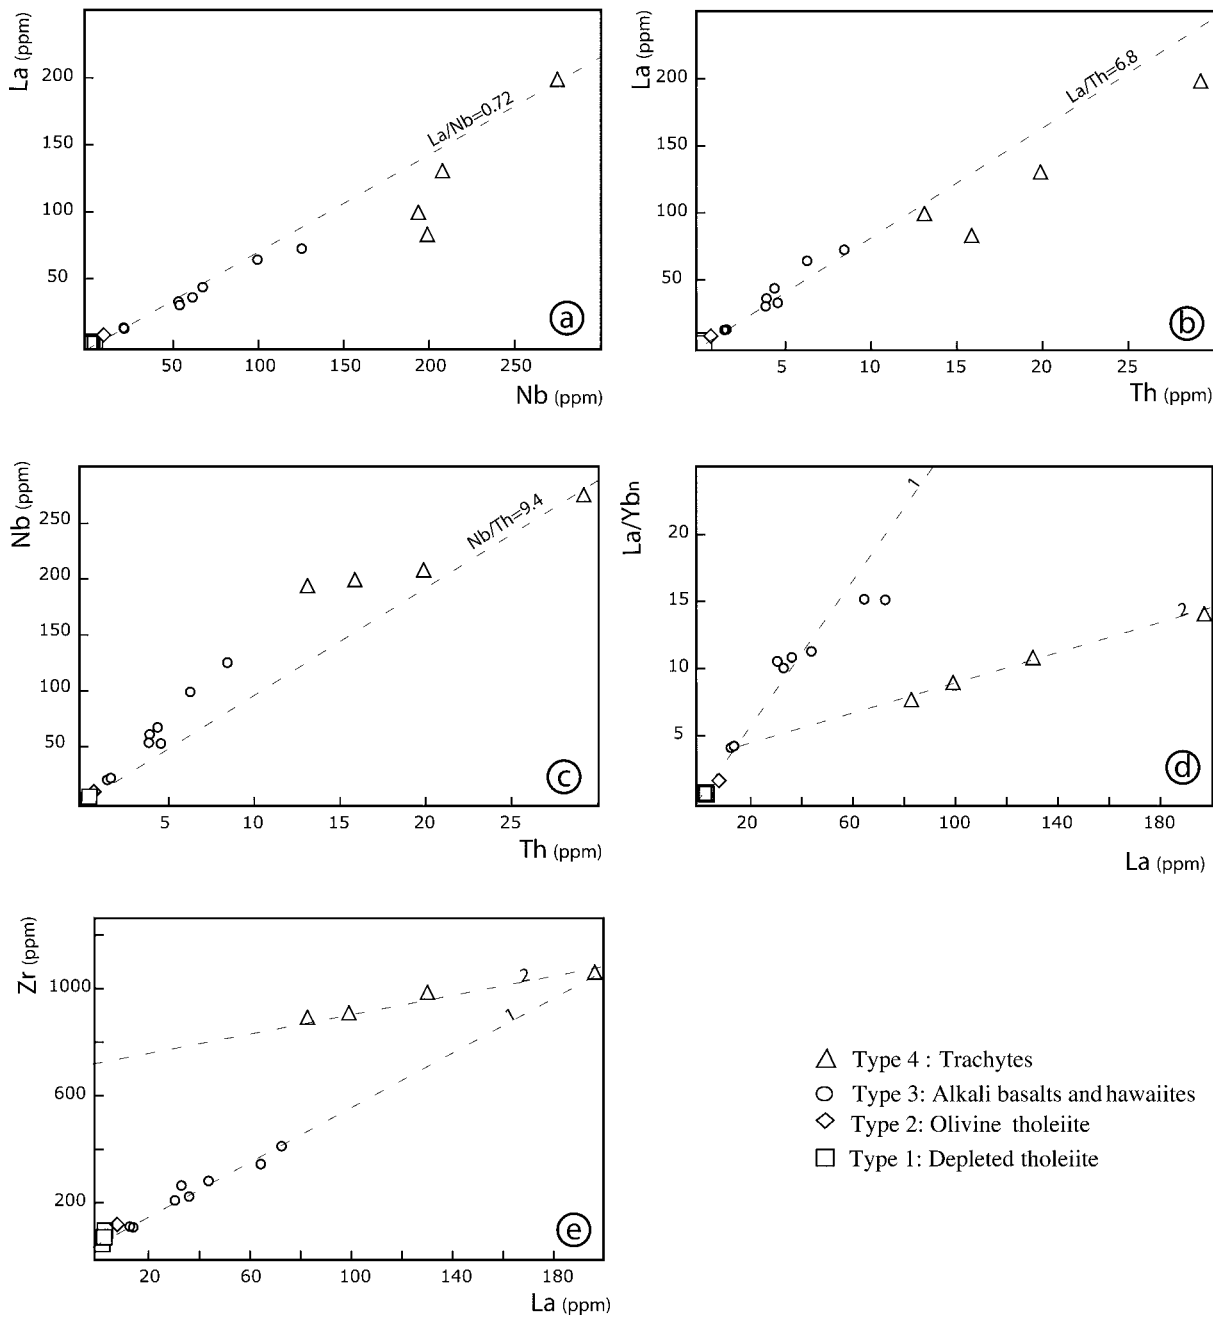 La (ppm)
200
150
100
50
La/Nb=0.72
a
50
100
150
200
250
Nb (ppm)
La (ppm)
200
150
100
50
La/Th=6.8
b
5
10
15
20
25
Th (ppm)
Nb (ppm)
250
200
150
100
50
Nb/Th=9.4
c
5
10
15
20
25
Th (ppm)
La/Ybn
20
15
10
5
1
2
d
20
60
100
140
180
La (ppm)
Zr (ppm)
1000
600
200
2
1
e
20
60
100
140
180
La (ppm)
Type 4 : Trachytes
Type 3: Alkali basalts and hawaiites
Type 2: Olivine tholeiite
Type 1: Depleted tholeiite